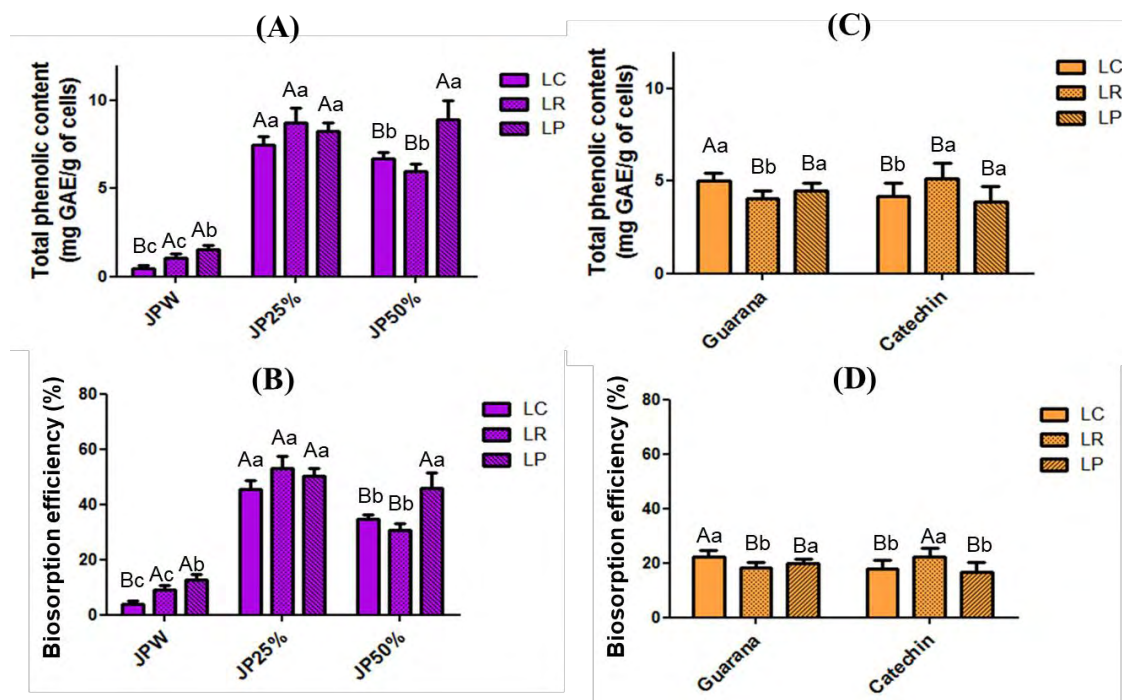 (A)
Total phenolic content
(mg GAE/g of cells)
10
5
0
Bc Ac Ab
Aa Aa Aa
Bb Bb Aa
JPW JP25% JP50%
LC
LR
LP
(B)
Biosorption efficiency (%)
80
60
40
20
0
Bc Ac Ab
Aa Aa Aa
Bb Bb Aa
JPW JP25% JP50%
LC
LR
LP
(C)
Total phenolic content
(mg GAE/g of cells)
10
5
0
Aa Bb Ba
Bb Ba Ba
Guarana Catechin
LC
LR
LP
(D)
Biosorption efficiency (%)
80
60
40
20
0
Aa Bb Ba
Bb Aa Bb
Guarana Catechin
LC
LR
LP